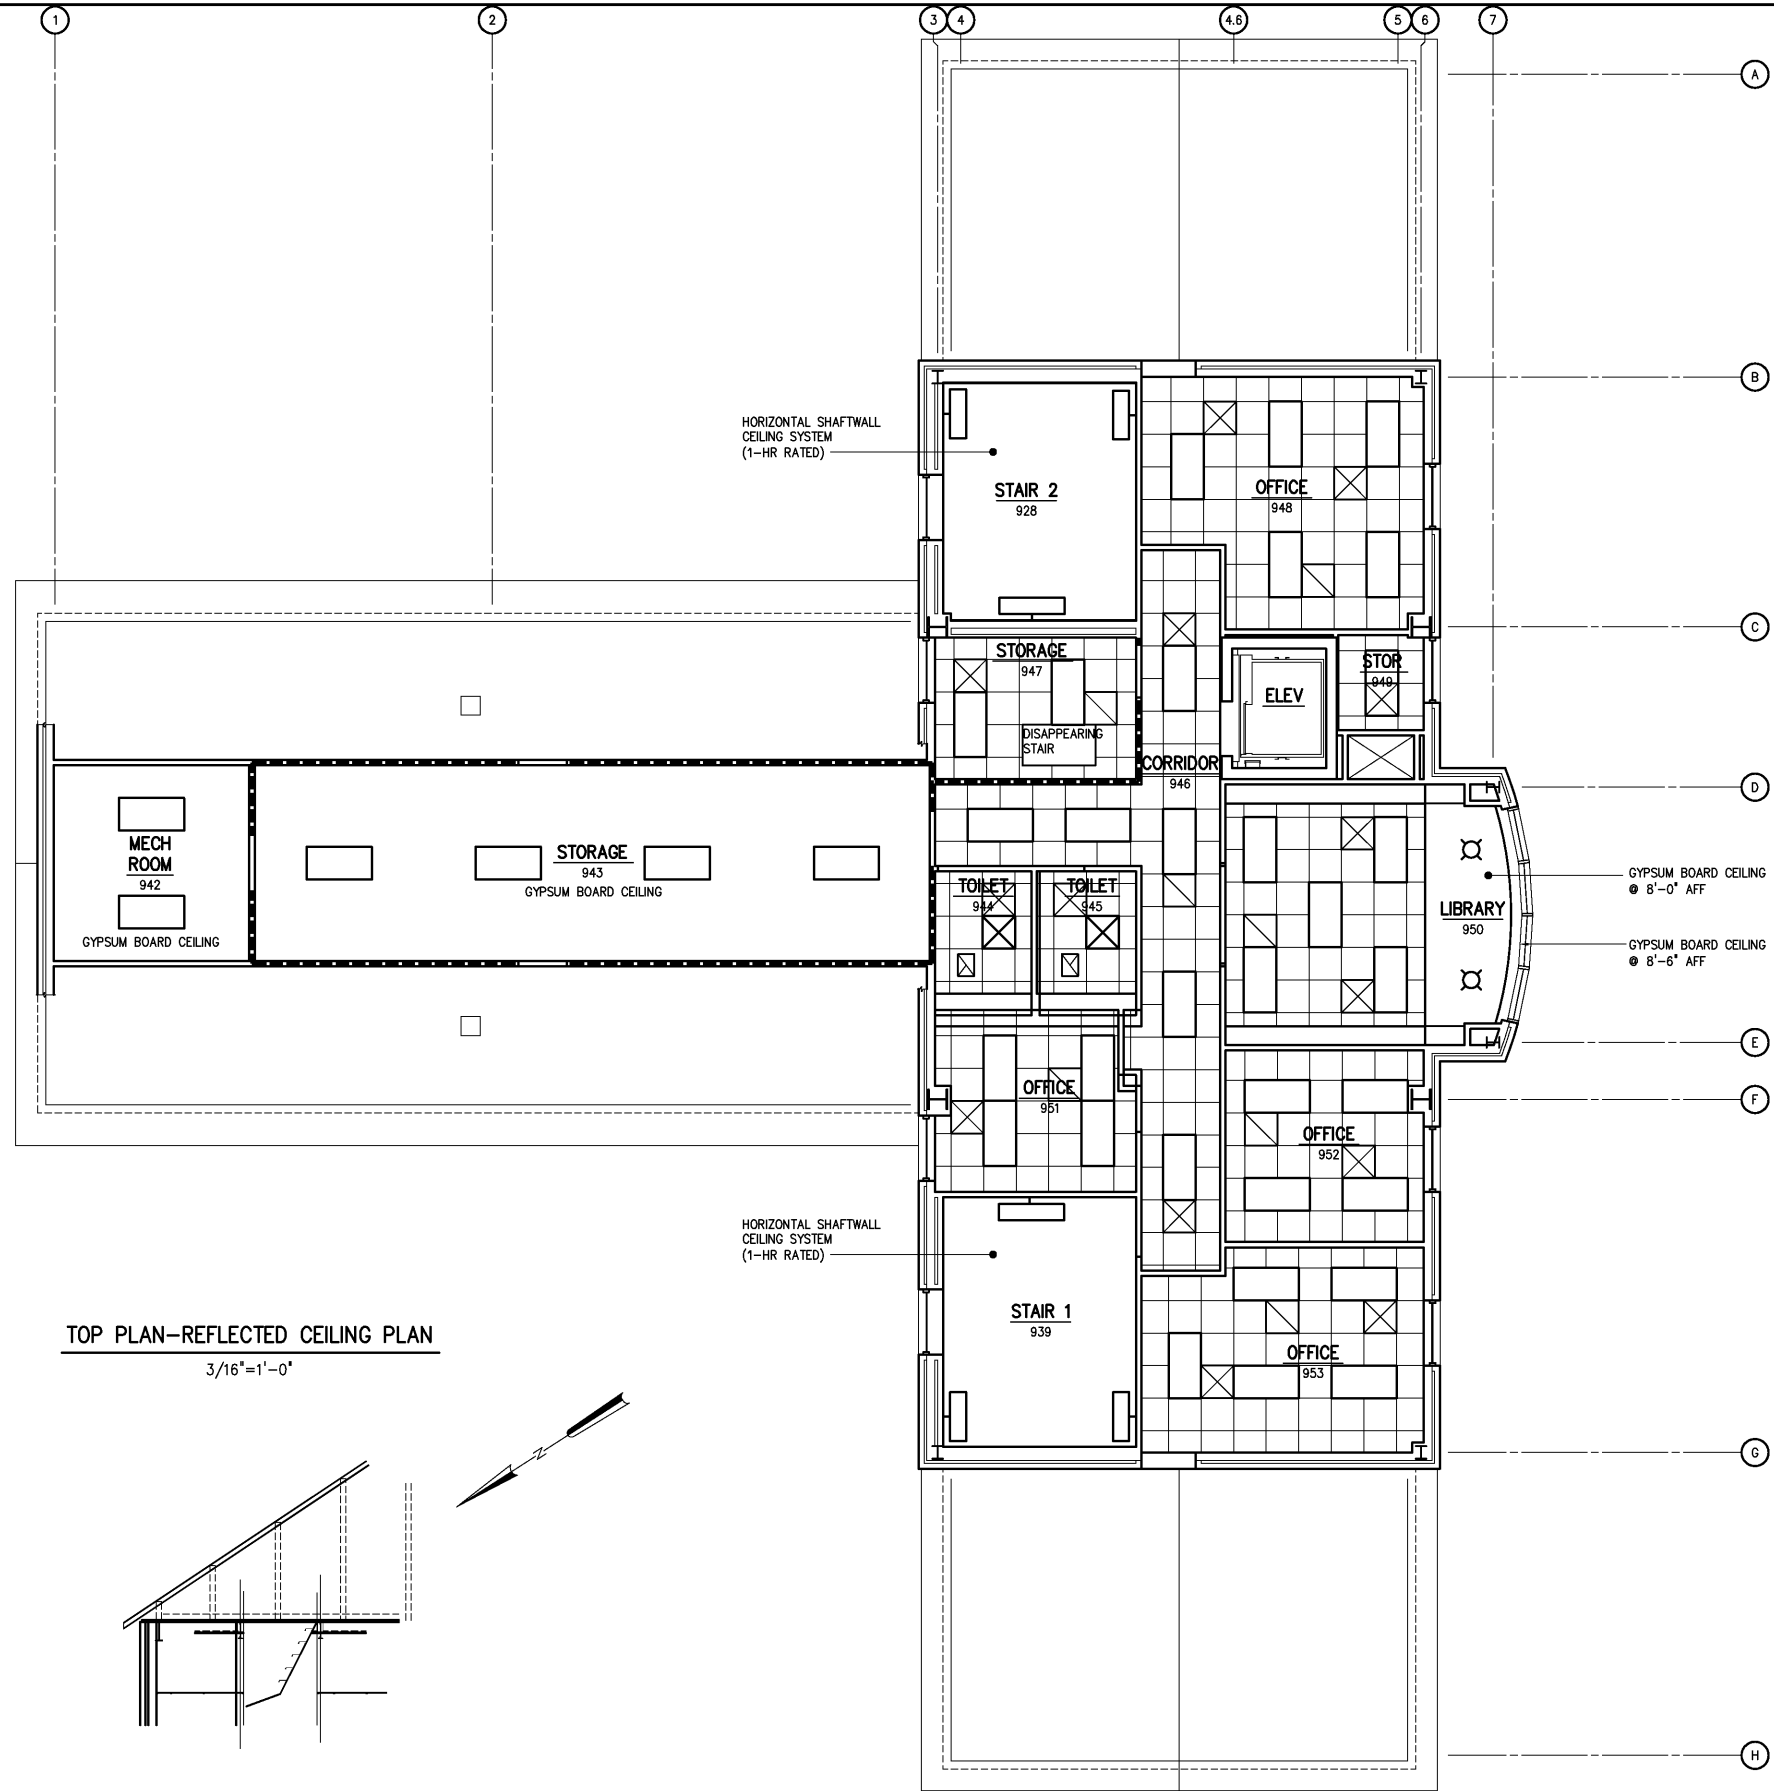 1
2
3
4
4.6
5
6
7
A
B
HORIZONTAL SHAFTWALL
CEILING SYSTEM
(1-HR RATED)
STAIR 2
928
OFFICE
948
C
STORAGE
947
STOR
949
ELEV
DISAPPEARING
STAIR
CORRIDOR
946
D
MECH
ROOM
942
GYPSUM BOARD CEILING
STORAGE
943
GYPSUM BOARD CEILING
TOILET
944
TOILET
945
LIBRARY
950
GYPSUM BOARD CEILING
@ 8'-0" AFF
GYPSUM BOARD CEILING
@ 8'-6" AFF
E
OFFICE
951
F
OFFICE
952
HORIZONTAL SHAFTWALL
CEILING SYSTEM
(1-HR RATED)
STAIR 1
939
OFFICE
953
TOP PLAN-REFLECTED CEILING PLAN
3/16"=1'-0"
N
G
H